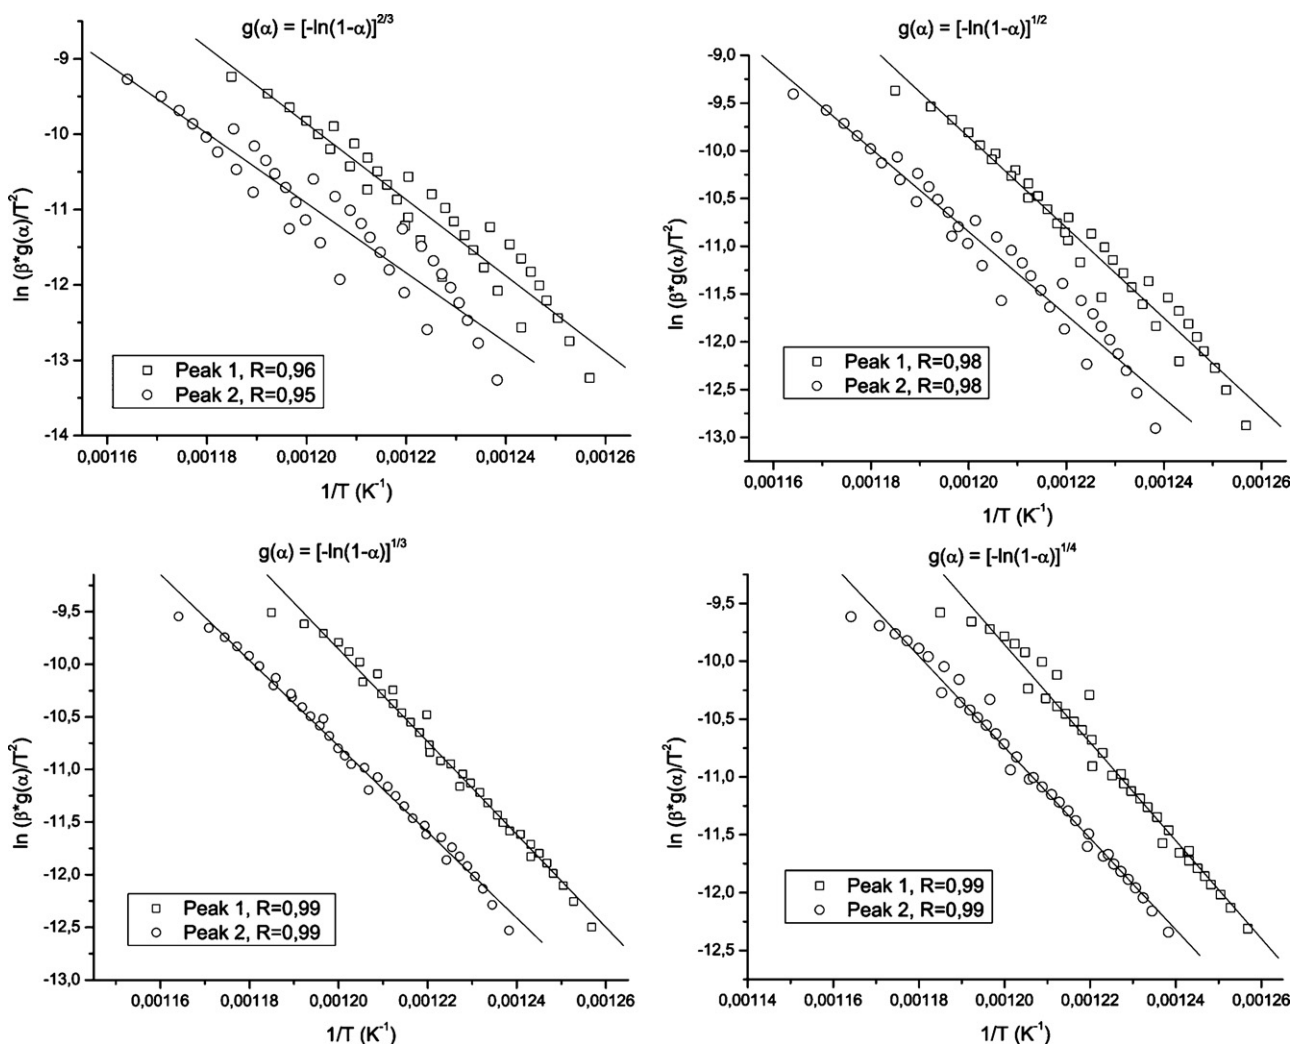 g(α) = [-ln(1-α)]^2/3
-9
-10
-11
-12
-13
-14
ln (β*g(α)/T²)
Peak 1, R=0,96
Peak 2, R=0,95
0,00116 0,00118 0,00120 0,00122 0,00124 0,00126
1/T (K⁻¹)
g(α) = [-ln(1-α)]^1/2
-9,0
-9,5
-10,0
-10,5
-11,0
-11,5
-12,0
-12,5
-13,0
ln (β*g(α)/T²)
Peak 1, R=0,98
Peak 2, R=0,98
0,00116 0,00118 0,00120 0,00122 0,00124 0,00126
1/T (K⁻¹)
g(α) = [-ln(1-α)]^1/3
-9,5
-10,0
-10,5
-11,0
-11,5
-12,0
-12,5
-13,0
ln (β*g(α)/T²)
Peak 1, R=0,99
Peak 2, R=0,99
0,00116 0,00118 0,00120 0,00122 0,00124 0,00126
1/T (K⁻¹)
g(α) = [-ln(1-α)]^1/4
-9,5
-10,0
-10,5
-11,0
-11,5
-12,0
-12,5
ln (β*g(α)/T²)
Peak 1, R=0,99
Peak 2, R=0,99
0,00114 0,00116 0,00118 0,00120 0,00122 0,00124 0,00126
1/T (K⁻¹)